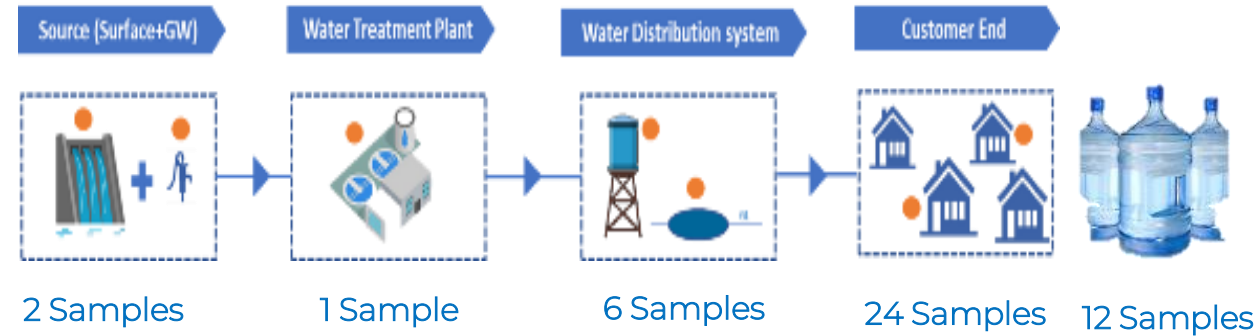 Source (Surface+GW)
Water Treatment Plant
Water Distribution system
Customer End
2 Samples
1 Sample
6 Samples
24 Samples
12 Samples